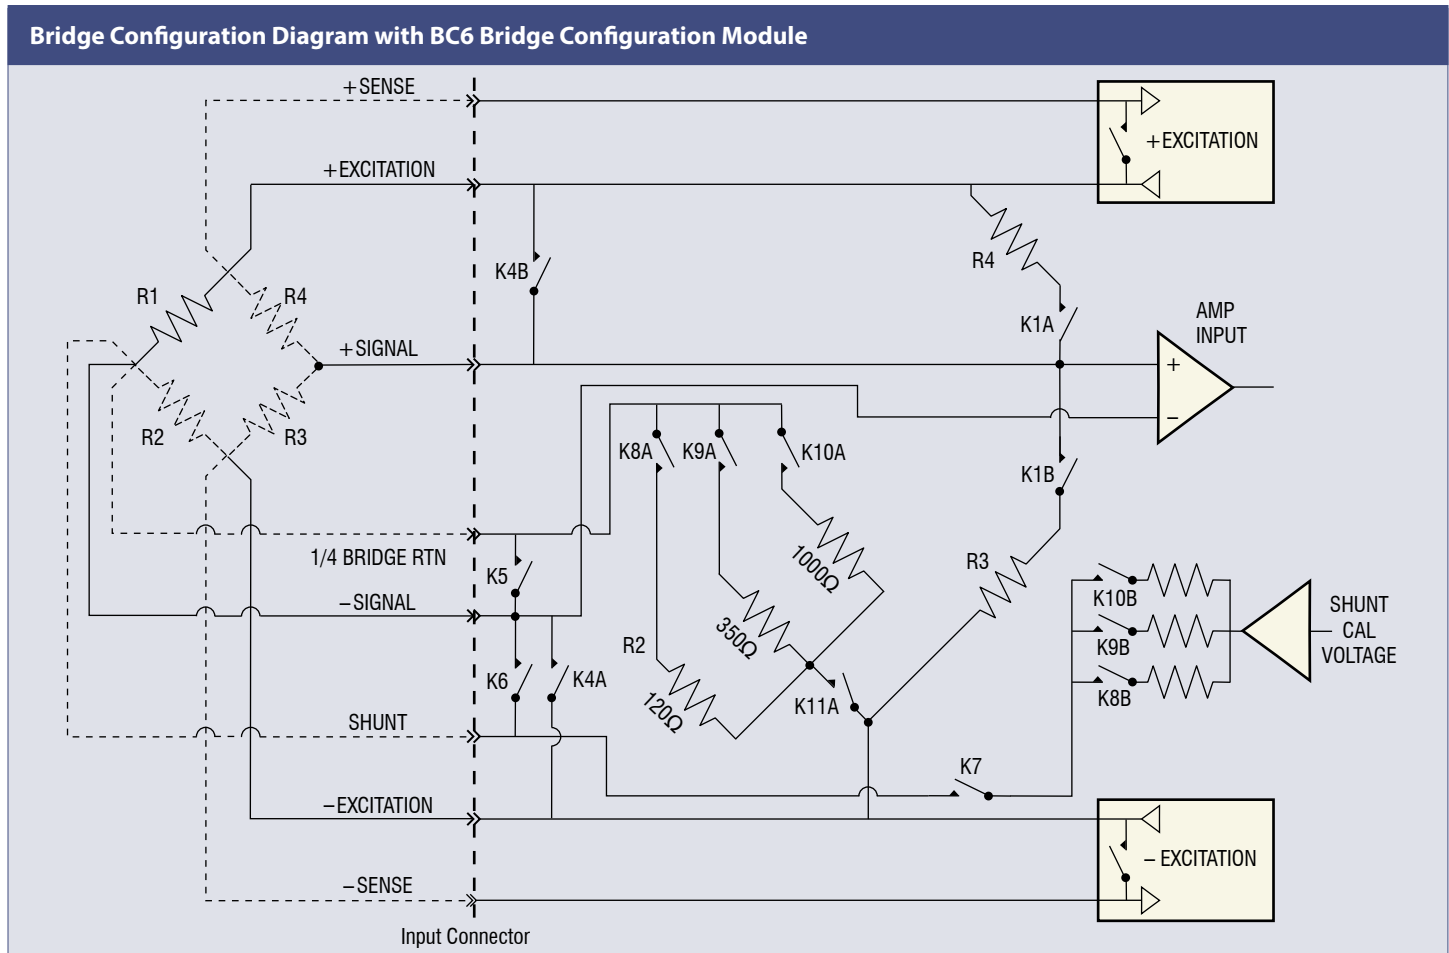 Bridge Configuration Diagram with BC6 Bridge Configuration Module
+SENSE
+EXCITATION
+EXCITATION
K4B
R4
R1
R4
K1A
AMP
INPUT
+SIGNAL
+
−
R2
R3
K8A
K9A
K10A
K1B
1/4 BRIDGE RTN
K5
1000Ω
R3
−SIGNAL
K10B
K9B
K8B
SHUNT
CAL
VOLTAGE
350Ω
R2
K6
K4A
120Ω
K11A
SHUNT
K7
−EXCITATION
− EXCITATION
−SENSE
Input Connector